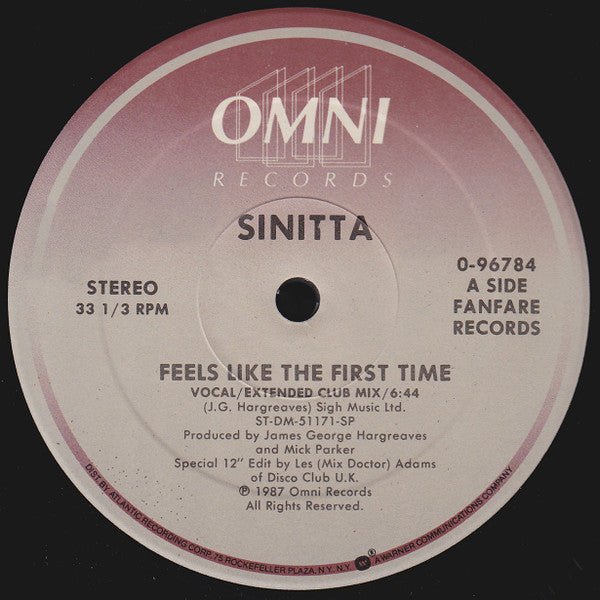 OMNI
RECORDS
SINITTA
STEREO
33 1/3 RPM
0-96784
A SIDE
FANFARE
RECORDS
FEELS LIKE THE FIRST TIME
VOCAL/EXTENDED CLUB MIX/6:44
(J.G. Hargreaves) Sigh Music Ltd.
ST-DM-51171-SP
Produced by James George Hargreaves
and Mick Parker
Special 12" Edit by Les (Mix Doctor) Adams
of Disco Club U.K.
℗ 1987 Omni Records
All Rights Reserved.
DIST. BY ATLANTIC RECORDING CORP. 75 ROCKEFELLER PLAZA, N.Y. N.Y. ® A WARNER COMMUNICATIONS COMPANY